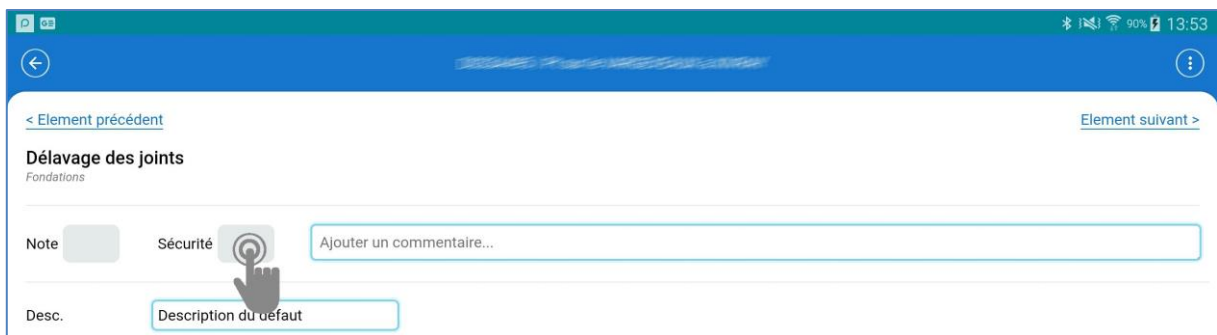 90% 13:53
< Element précédent Element suivant >
Délavage des joints
Fondations
Note Sécurité Ajouter un commentaire...
Desc. Description du défaut